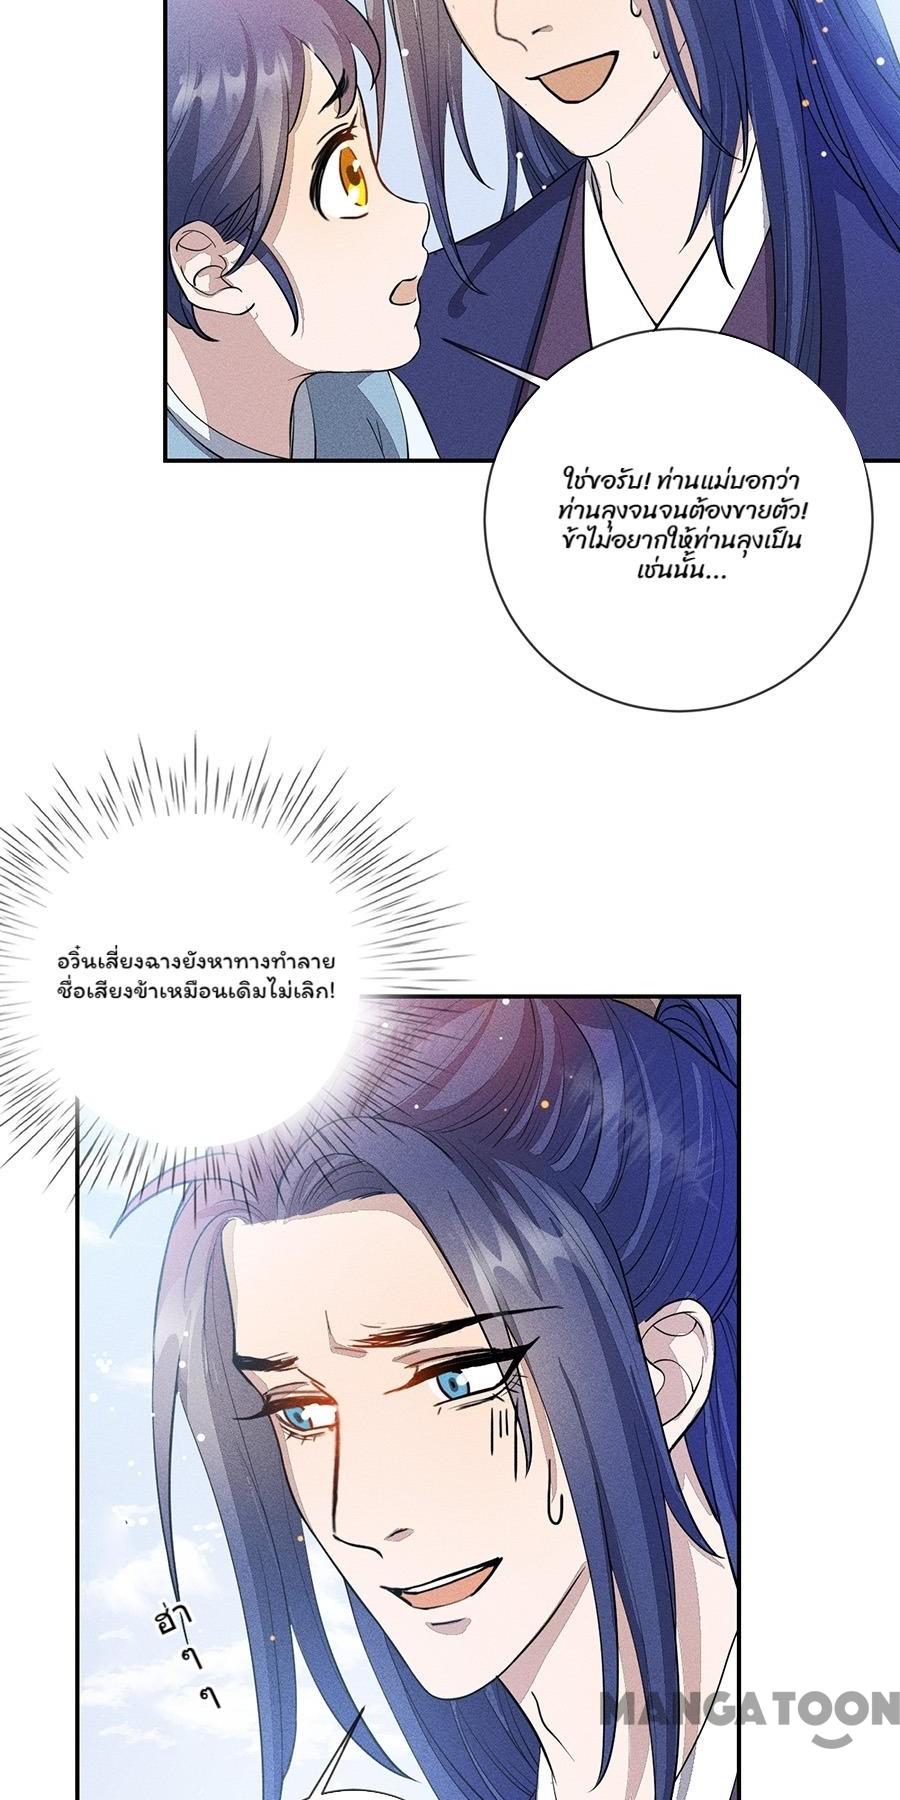 ใช่ขอรับ! ท่านแม่บอกว่า
ท่านลุงจนจนต้องขายตัว!
ข้าไม่อยากให้ท่านลุงเป็น
เช่นนั้น...
อวิ๋นเสี่ยงฉางยังหาทางทำลาย
ชื่อเสียงข้าเหมือนเดิมไม่เลิก!
ฮ่า
ๆ
ๆ
MANGATOON